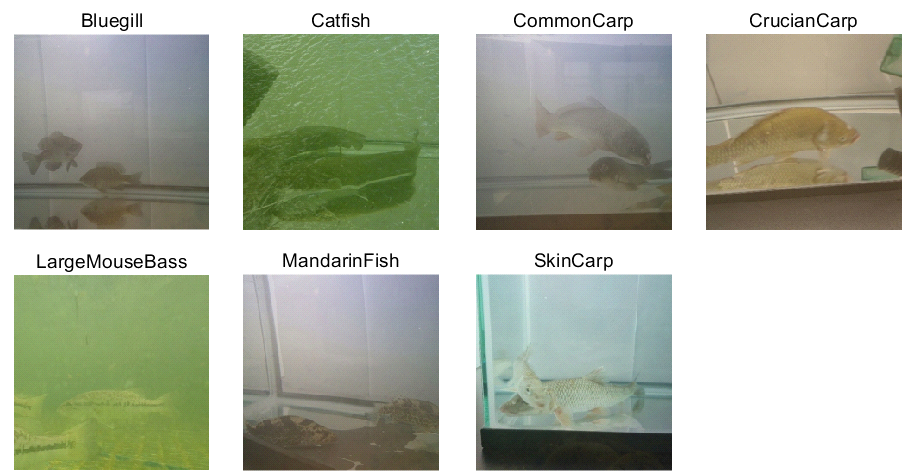 Bluegill
Catfish
CommonCarp
CrucianCarp
LargeMouseBass
MandarinFish
SkinCarp